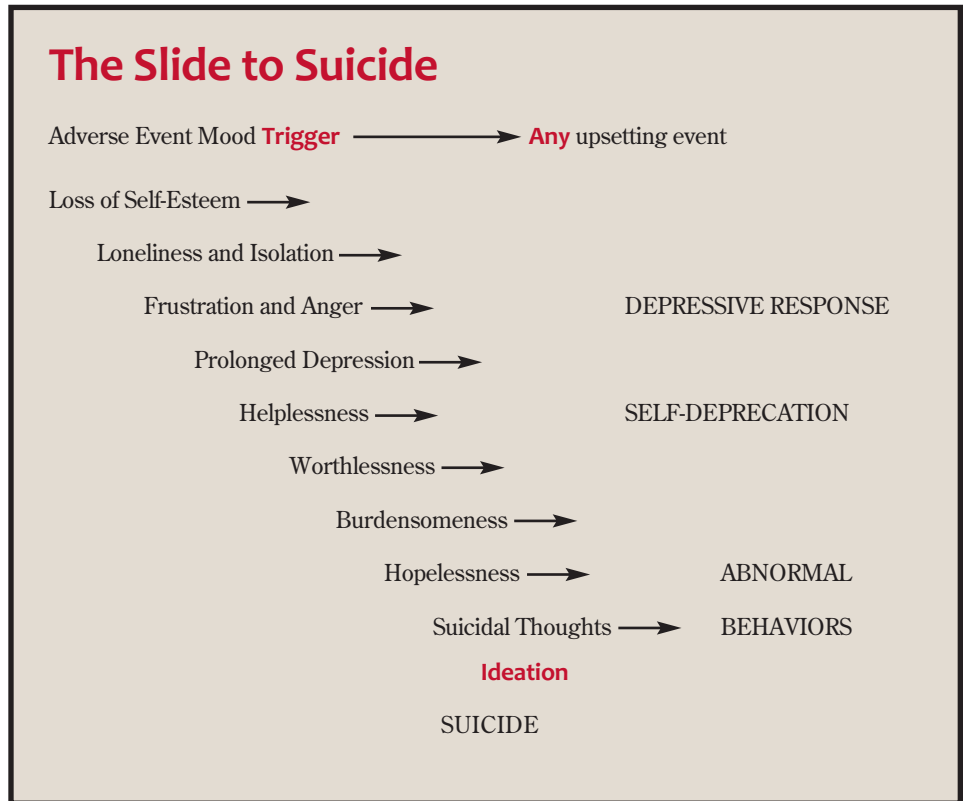 The Slide to Suicide
Adverse Event Mood Trigger Any upsetting event
Loss of Self-Esteem
Loneliness and Isolation
Frustration and Anger DEPRESSIVE RESPONSE
Prolonged Depression
Helplessness SELF-DEPRECATION
Worthlessness
Burdensomeness
Hopelessness ABNORMAL
Suicidal Thoughts BEHAVIORS
Ideation
SUICIDE